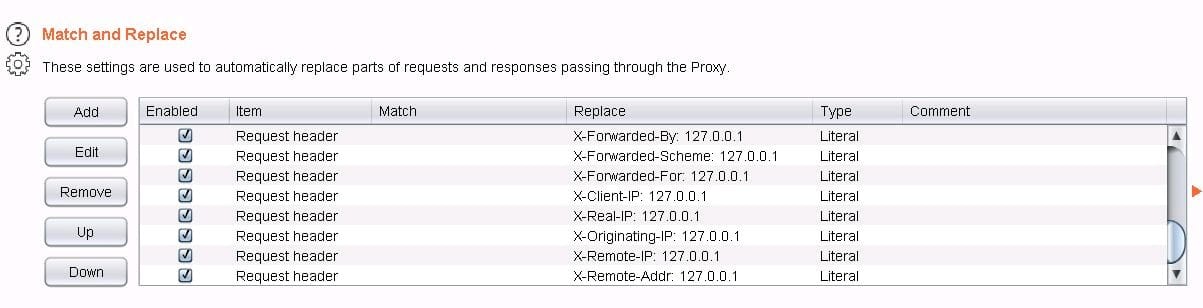 Match and Replace
These settings are used to automatically replace parts of requests and responses passing through the Proxy.
Add
Edit
Remove
Up
Down
Enabled Item Match Replace Type Comment
Request header X-Forwarded-By: 127.0.0.1 Literal
Request header X-Forwarded-Scheme: 127.0.0.1 Literal
Request header X-Forwarded-For: 127.0.0.1 Literal
Request header X-Client-IP: 127.0.0.1 Literal
Request header X-Real-IP: 127.0.0.1 Literal
Request header X-Originating-IP: 127.0.0.1 Literal
Request header X-Remote-IP: 127.0.0.1 Literal
Request header X-Remote-Addr: 127.0.0.1 Literal